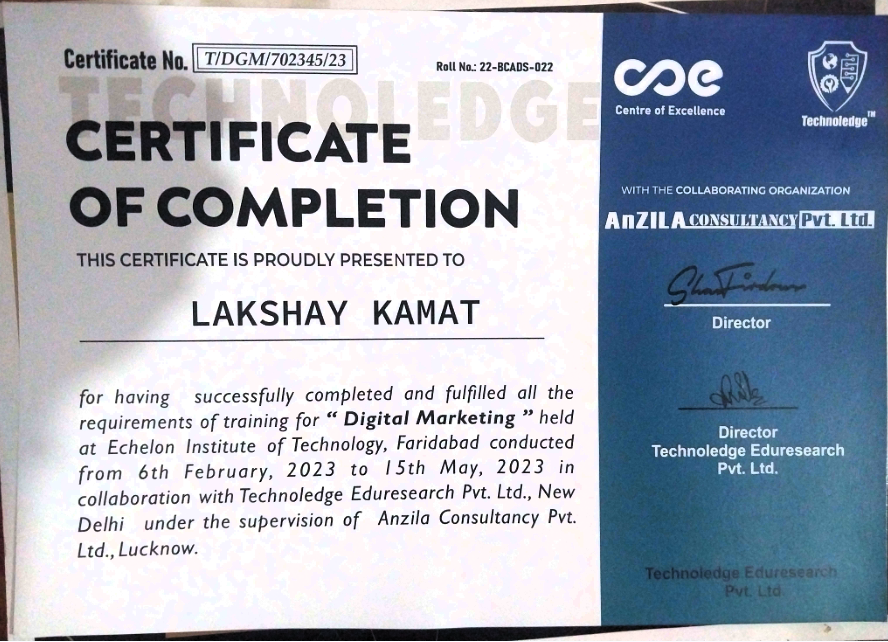 Certificate No. T/DGM/702345/23
Roll No.: 22-BCADS-022
TECHNOLEDGE
CERTIFICATE
OF COMPLETION
THIS CERTIFICATE IS PROUDLY PRESENTED TO
LAKSHAY KAMAT
for having successfully completed and fulfilled all the
requirements of training for “ Digital Marketing ” held
at Echelon Institute of Technology, Faridabad conducted
from 6th February, 2023 to 15th May, 2023 in
collaboration with Technoledge Eduresearch Pvt. Ltd., New
Delhi under the supervision of Anzila Consultancy Pvt.
Ltd., Lucknow.
coe
Centre of Excellence
Technoledge™
WITH THE COLLABORATING ORGANIZATION
AnZILA CONSULTANCY Pvt. Ltd.
Director
Director
Technoledge Eduresearch
Pvt. Ltd.
Technoledge Eduresearch
Pvt. Ltd.